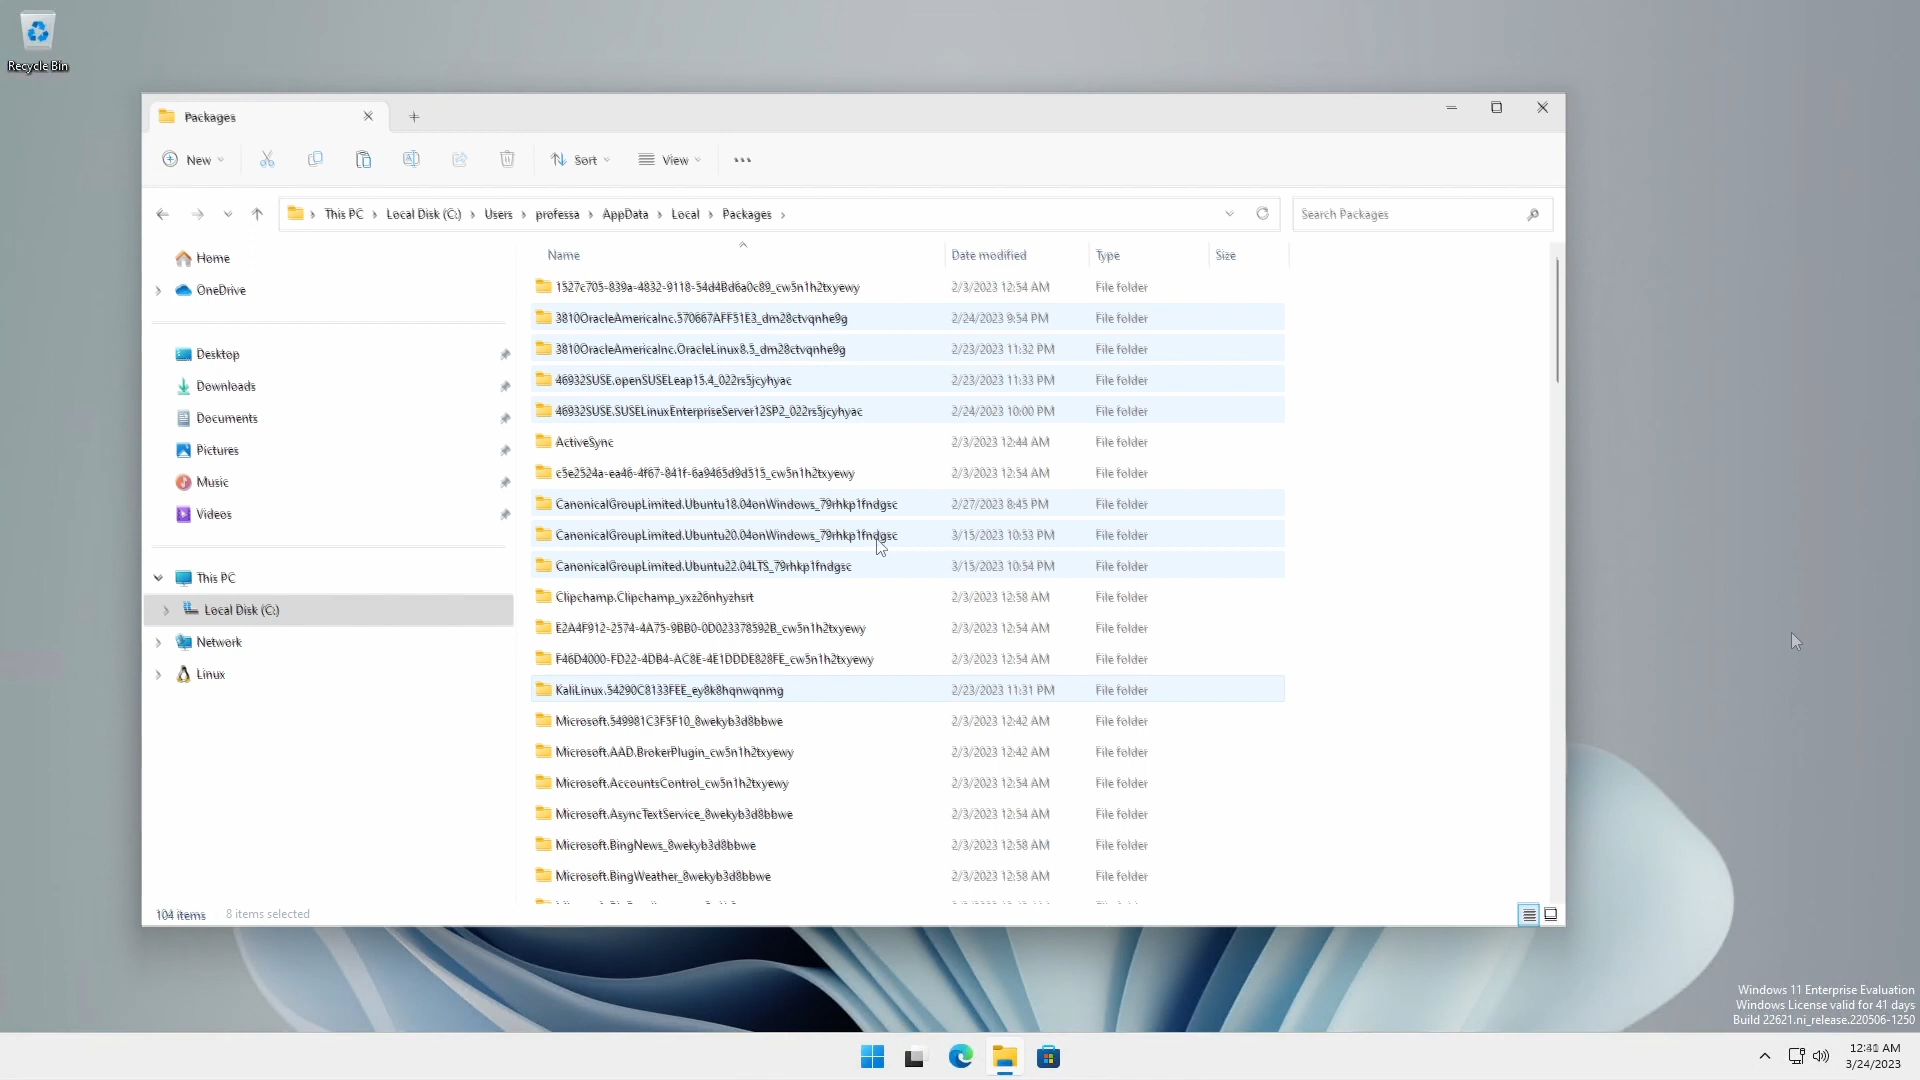 Recycle Bin
Packages
New
Sort
View
This PC
Local Disk (C:)
Users
professa
AppData
Local
Packages
Search Packages
Home
OneDrive
Desktop
Downloads
Documents
Pictures
Music
Videos
This PC
Local Disk (C:)
Network
Linux
Name Date modified Type Size
1527c705-839a-4832-9118-54d4Bd6a0c89_cw5n1h2txyewy 2/3/2023 12:54 AM File folder
3810OracleAmericaInc.570667AFF51E3_dm28ctvqnhe9g 2/24/2023 9:54 PM File folder
3810OracleAmericaInc.OracleLinux8.5_dm28ctvqnhe9g 2/23/2023 11:32 PM File folder
46932SUSE.openSUSELeap15.4_022rs5jcyhyac 2/23/2023 11:33 PM File folder
46932SUSE.SUSELinuxEnterpriseServer12SP2_022rs5jcyhyac 2/24/2023 10:00 PM File folder
ActiveSync 2/3/2023 12:44 AM File folder
c5e2524a-ea46-4f67-841f-6a9465d9d515_cw5n1h2txyewy 2/3/2023 12:54 AM File folder
CanonicalGroupLimited.Ubuntu18.04onWindows_79rhkp1fndgsc 2/27/2023 8:45 PM File folder
CanonicalGroupLimited.Ubuntu20.04onWindows_79rhkp1fndgsc 3/15/2023 10:53 PM File folder
CanonicalGroupLimited.Ubuntu22.04LTS_79rhkp1fndgsc 3/15/2023 10:54 PM File folder
Clipchamp.Clipchamp_yxz26nhyzhsrt 2/3/2023 12:58 AM File folder
E2A4F912-2574-4A75-9BB0-0D023378592B_cw5n1h2txyewy 2/3/2023 12:54 AM File folder
F46D4000-FD22-4DB4-AC8E-4E1DDDE828FE_cw5n1h2txyewy 2/3/2023 12:54 AM File folder
KaliLinux.54290C8133FEE_ey8k8hqnwqnmg 2/23/2023 11:31 PM File folder
Microsoft.549981C3F5F10_8wekyb3d8bbwe 2/3/2023 12:42 AM File folder
Microsoft.AAD.BrokerPlugin_cw5n1h2txyewy 2/3/2023 12:42 AM File folder
Microsoft.AccountsControl_cw5n1h2txyewy 2/3/2023 12:54 AM File folder
Microsoft.AsyncTextService_8wekyb3d8bbwe 2/3/2023 12:54 AM File folder
Microsoft.BingNews_8wekyb3d8bbwe 2/3/2023 12:58 AM File folder
Microsoft.BingWeather_8wekyb3d8bbwe 2/3/2023 12:58 AM File folder
104 items 8 items selected
Windows 11 Enterprise Evaluation
Windows License valid for 41 days
Build 22621.ni_release.220506-1250
AM
3/24/2023